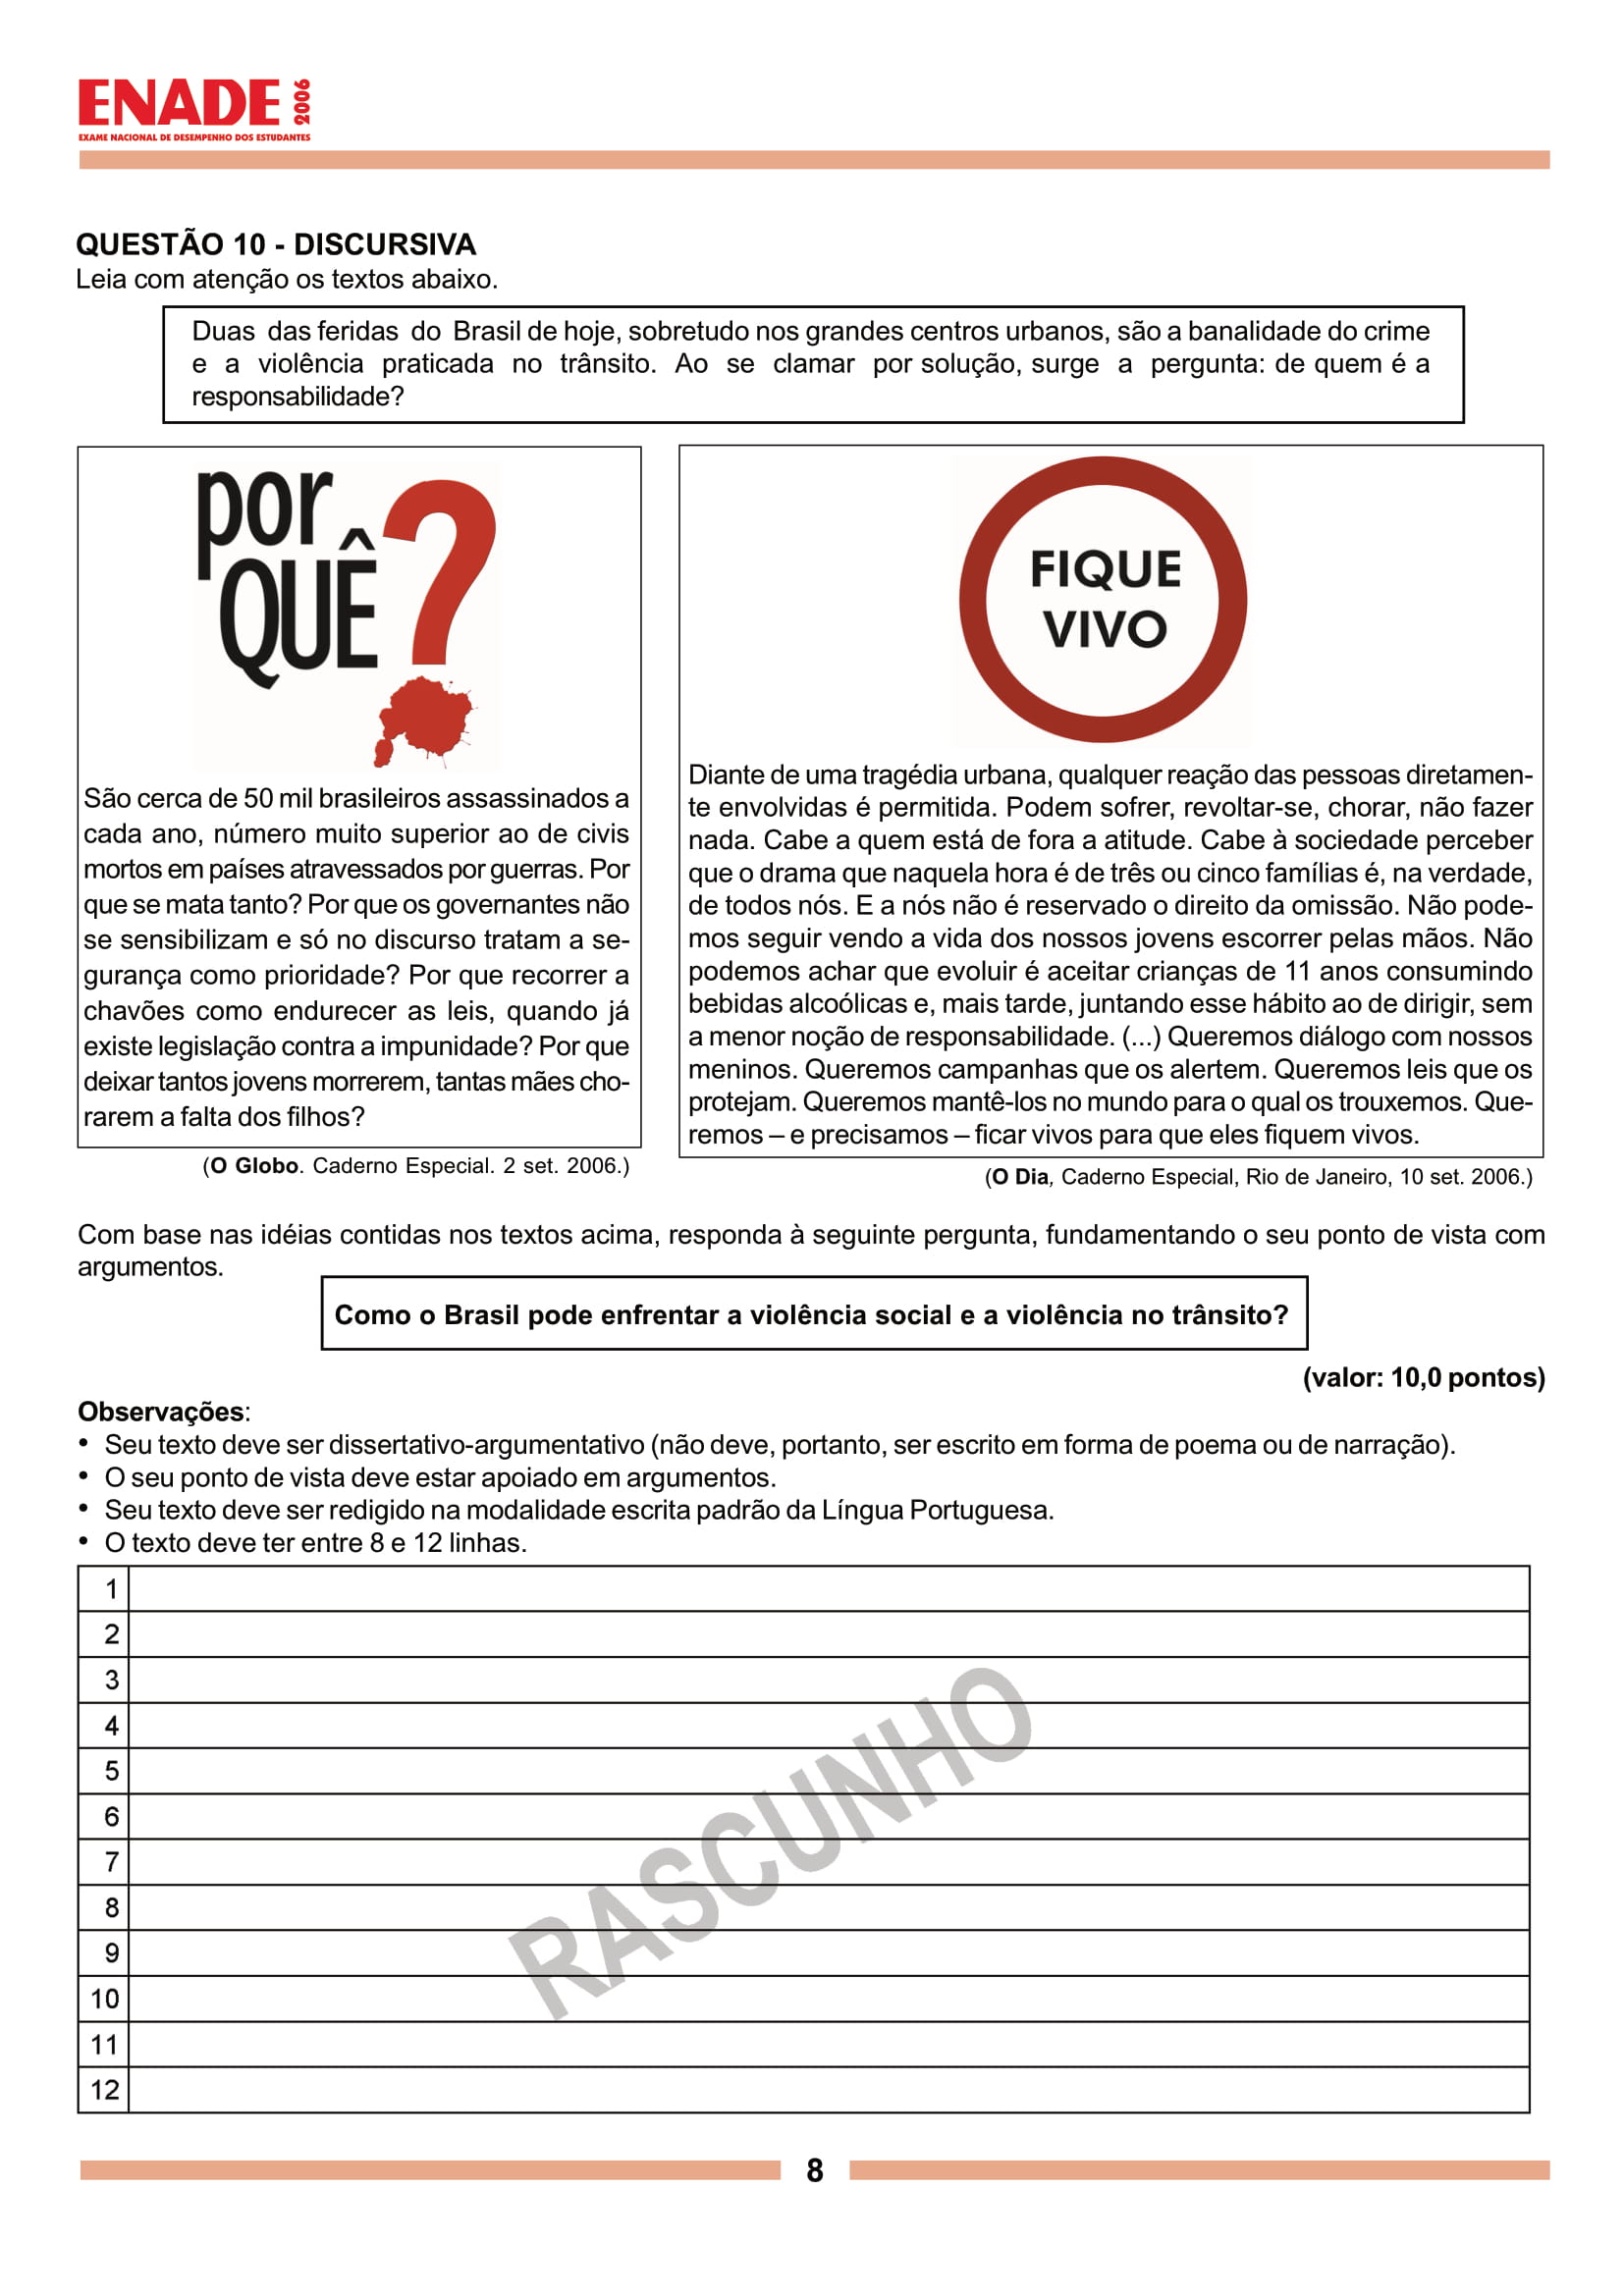 ENADE 2006
EXAME NACIONAL DE DESEMPENHO DOS ESTUDANTES
QUESTÃO 10 - DISCURSIVA
Leia com atenção os textos abaixo.
Duas das feridas do Brasil de hoje, sobretudo nos grandes centros urbanos, são a banalidade do crime
e a violência praticada no trânsito. Ao se clamar por solução, surge a pergunta: de quem é a
responsabilidade?
por
QUÊ?
São cerca de 50 mil brasileiros assassinados a
cada ano, número muito superior ao de civis
mortos em países atravessados por guerras. Por
que se mata tanto? Por que os governantes não
se sensibilizam e só no discurso tratam a se-
gurança como prioridade? Por que recorrer a
chavões como endurecer as leis, quando já
existe legislação contra a impunidade? Por que
deixar tantos jovens morrerem, tantas mães cho-
rarem a falta dos filhos?
(O Globo. Caderno Especial. 2 set. 2006.)
FIQUE
VIVO
Diante de uma tragédia urbana, qualquer reação das pessoas diretamen-
te envolvidas é permitida. Podem sofrer, revoltar-se, chorar, não fazer
nada. Cabe a quem está de fora a atitude. Cabe à sociedade perceber
que o drama que naquela hora é de três ou cinco famílias é, na verdade,
de todos nós. E a nós não é reservado o direito da omissão. Não pode-
mos seguir vendo a vida dos nossos jovens escorrer pelas mãos. Não
podemos achar que evoluir é aceitar crianças de 11 anos consumindo
bebidas alcoólicas e, mais tarde, juntando esse hábito ao de dirigir, sem
a menor noção de responsabilidade. (...) Queremos diálogo com nossos
meninos. Queremos campanhas que os alertem. Queremos leis que os
protejam. Queremos mantê-los no mundo para o qual os trouxemos. Que-
remos – e precisamos – ficar vivos para que eles fiquem vivos.
(O Dia, Caderno Especial, Rio de Janeiro, 10 set. 2006.)
Com base nas idéias contidas nos textos acima, responda à seguinte pergunta, fundamentando o seu ponto de vista com
argumentos.
Como o Brasil pode enfrentar a violência social e a violência no trânsito?
(valor: 10,0 pontos)
Observações:
• Seu texto deve ser dissertativo-argumentativo (não deve, portanto, ser escrito em forma de poema ou de narração).
• O seu ponto de vista deve estar apoiado em argumentos.
• Seu texto deve ser redigido na modalidade escrita padrão da Língua Portuguesa.
• O texto deve ter entre 8 e 12 linhas.
1
2
3
4
5
6
7
8
9
10
11
12
RASCUNHO
8